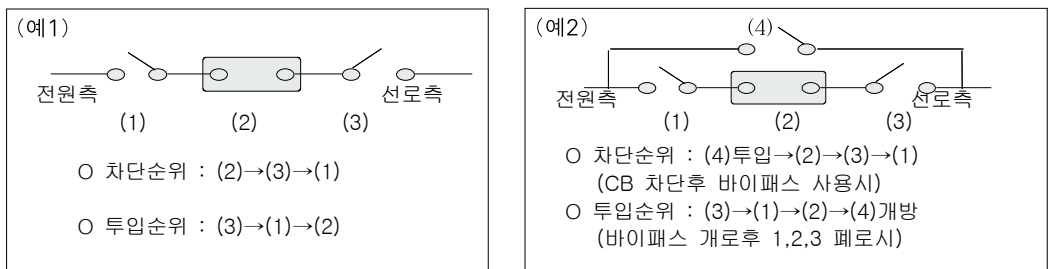 (예1)
전원측
선로측
(1)
(2)
(3)
O 차단순위 : (2)→(3)→(1)
O 투입순위 : (3)→(1)→(2)
(예2)
(4)
전원측
선로측
(1)
(2)
(3)
O 차단순위 : (4)투입→(2)→(3)→(1)
(CB 차단후 바이패스 사용시)
O 투입순위 : (3)→(1)→(2)→(4)개방
(바이패스 개로후 1,2,3 폐로시)